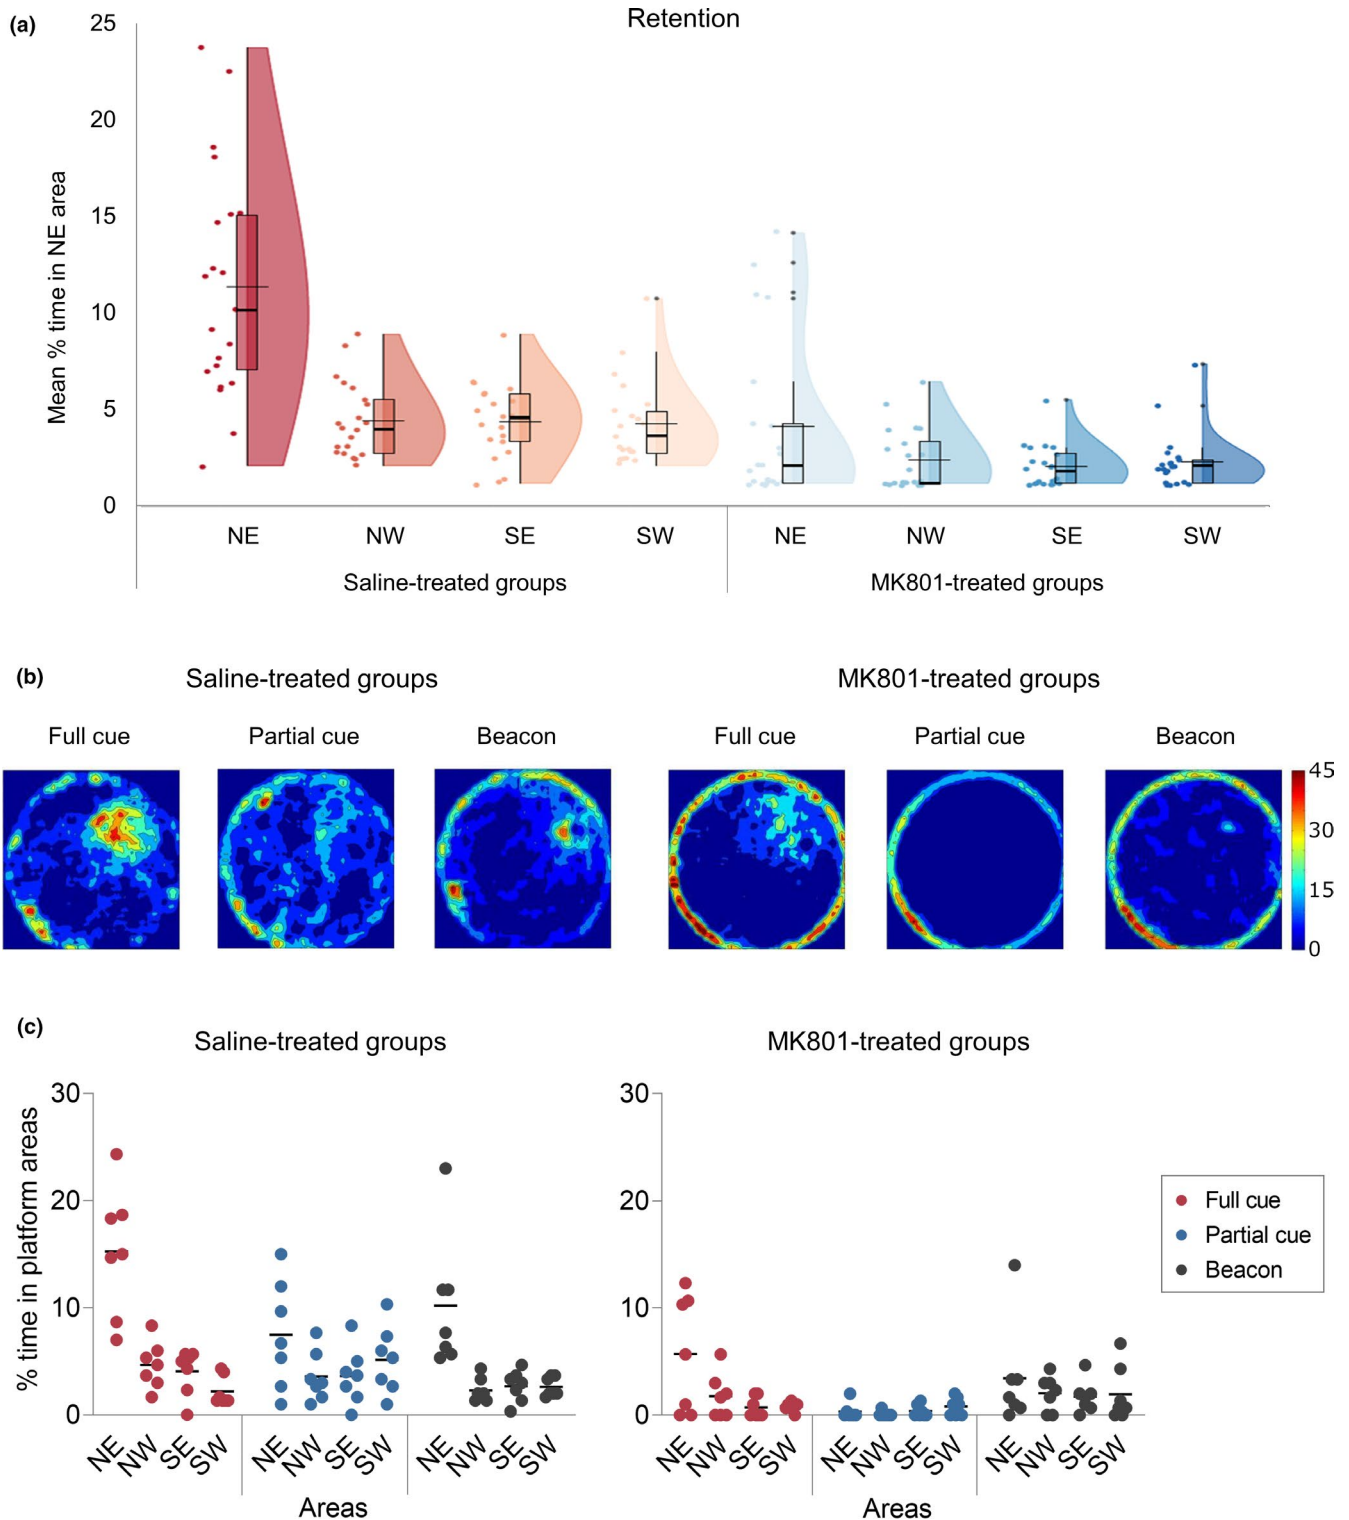 (a)
Retention
Mean % time in NE area
25
20
15
10
5
0
NE NW SE SW NE NW SE SW
Saline-treated groups MK801-treated groups
(b)
Saline-treated groups MK801-treated groups
Full cue Partial cue Beacon Full cue Partial cue Beacon
45
30
15
0
(c)
Saline-treated groups MK801-treated groups
% time in platform areas
30
20
10
0
NE NW SE SW NE NW SE SW NE NW SE SW
Areas
30
20
10
0
NE NW SE SW NE NW SE SW NE NW SE SW
Areas
Full cue
Partial cue
Beacon